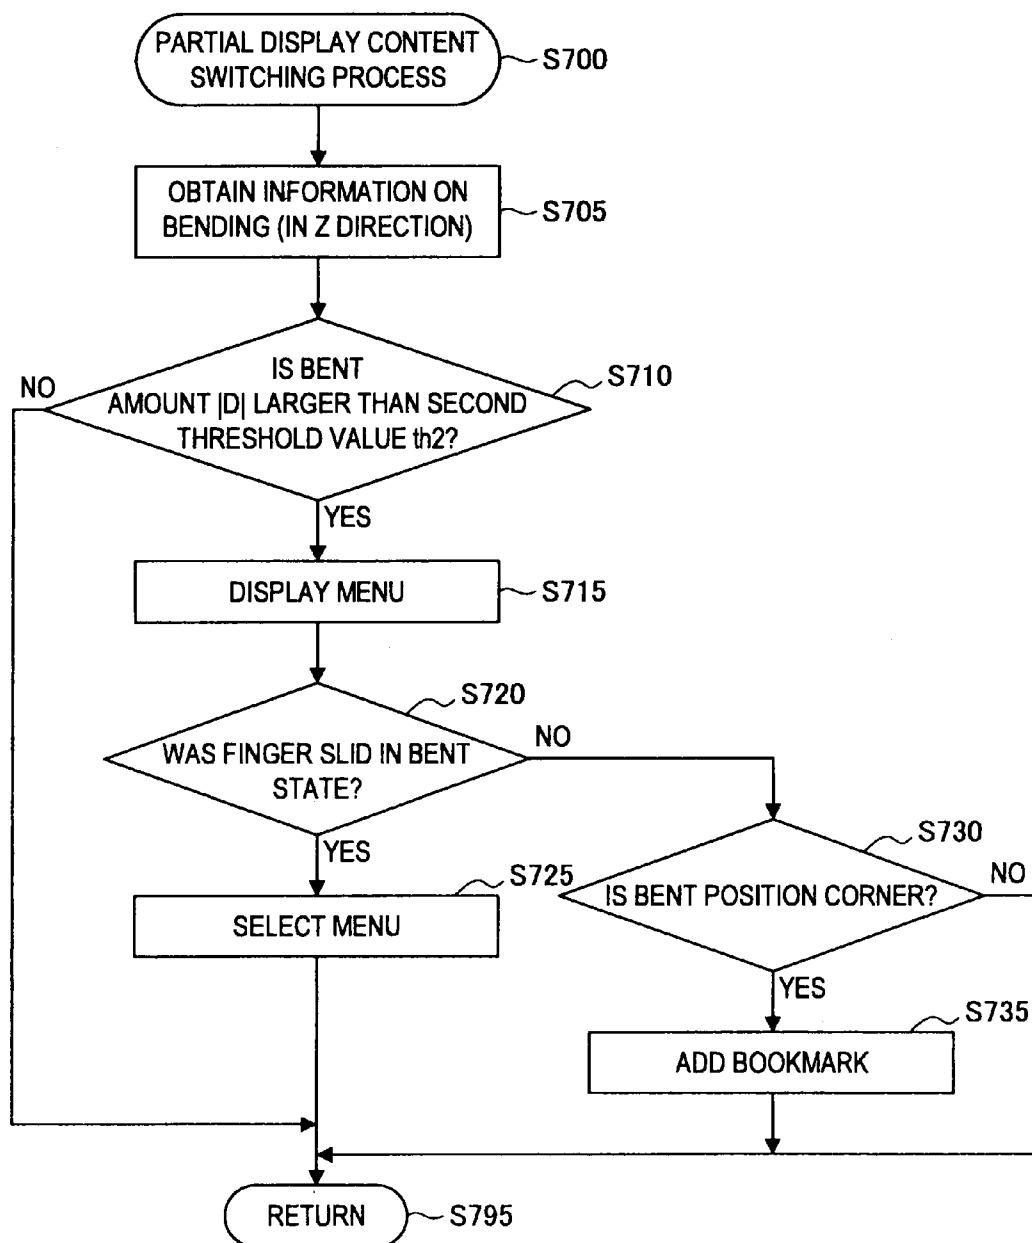 PARTIAL DISPLAY CONTENT
SWITCHING PROCESS
S700
OBTAIN INFORMATION ON
BENDING (IN Z DIRECTION)
S705
IS BENT
AMOUNT |D| LARGER THAN SECOND
THRESHOLD VALUE th2?
S710
NO
YES
DISPLAY MENU
S715
S720
WAS FINGER SLID IN BENT
STATE?
NO
YES
S730
IS BENT POSITION CORNER?
NO
S725
SELECT MENU
YES
S735
ADD BOOKMARK
RETURN
S795